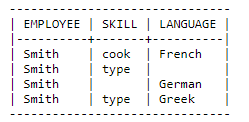 | EMPLOYEE | SKILL | LANGUAGE |
| Smith | cook | French |
| Smith | type | |
| Smith | | German |
| Smith | type | Greek |